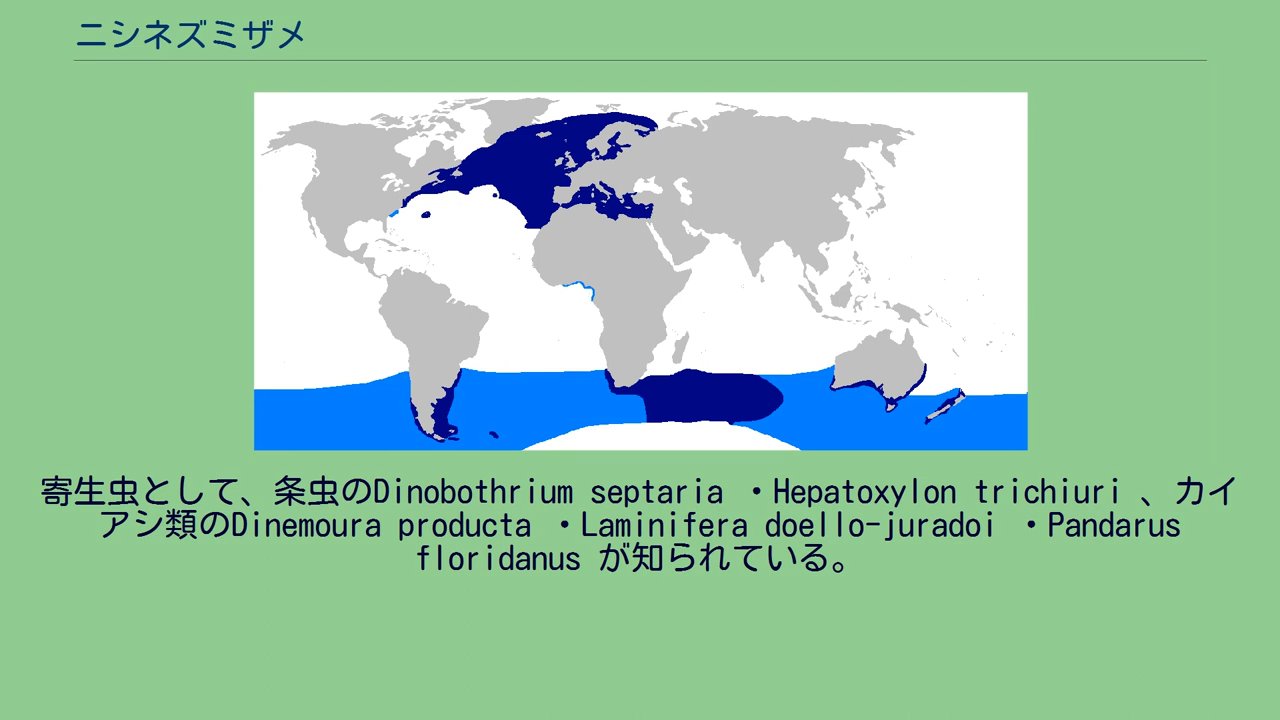 ニシネズミザメ
寄生虫として、条虫のDinobothrium septaria ・Hepatoxylon trichiuri 、カイ
アシ類のDinemoura producta ・Laminifera doello-juradoi ・Pandarus
floridanus が知られている。